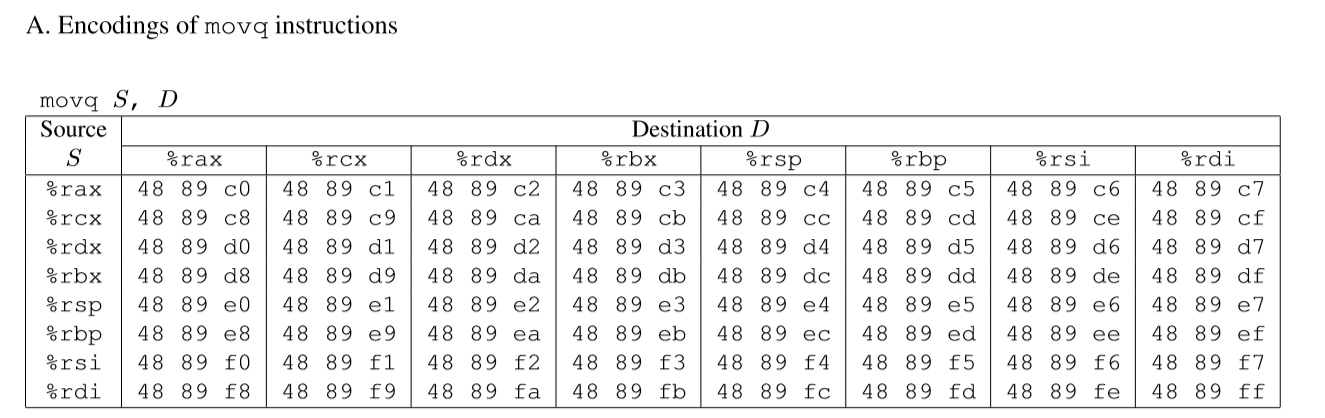 A. Encodings of movq instructions
movq S, D
Source Destination D
S %rax %rcx %rdx %rbx %rsp %rbp %rsi %rdi
%rax 48 89 c0 48 89 c1 48 89 c2 48 89 c3 48 89 c4 48 89 c5 48 89 c6 48 89 c7
%rcx 48 89 c8 48 89 c9 48 89 ca 48 89 cb 48 89 cc 48 89 cd 48 89 ce 48 89 cf
%rdx 48 89 d0 48 89 d1 48 89 d2 48 89 d3 48 89 d4 48 89 d5 48 89 d6 48 89 d7
%rbx 48 89 d8 48 89 d9 48 89 da 48 89 db 48 89 dc 48 89 dd 48 89 de 48 89 df
%rsp 48 89 e0 48 89 e1 48 89 e2 48 89 e3 48 89 e4 48 89 e5 48 89 e6 48 89 e7
%rbp 48 89 e8 48 89 e9 48 89 ea 48 89 eb 48 89 ec 48 89 ed 48 89 ee 48 89 ef
%rsi 48 89 f0 48 89 f1 48 89 f2 48 89 f3 48 89 f4 48 89 f5 48 89 f6 48 89 f7
%rdi 48 89 f8 48 89 f9 48 89 fa 48 89 fb 48 89 fc 48 89 fd 48 89 fe 48 89 ff